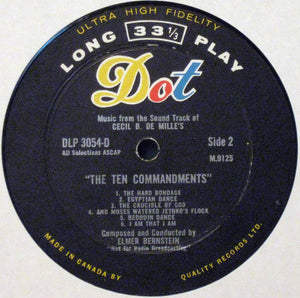 ULTRA HIGH FIDELITY
LONG 33 1/3 PLAY
Dot
Music from the Sound Track of
CECIL B. DE MILLE'S
DLP 3054-D
Side 2
All Selections ASCAP
M.9125
"THE TEN COMMANDMENTS"
1. THE HARD BONDAGE
2. EGYPTIAN DANCE
3. THE CRUCIBLE OF GOD
4. AND MOSES WATERED JETHRO'S FLOCK
5. BEDOUIN DANCE
6. I AM THAT I AM
Composed and Conducted by
ELMER BERNSTEIN
Not for Radio Broadcasting
MADE IN CANADA BY
QUALITY RECORDS LTD.